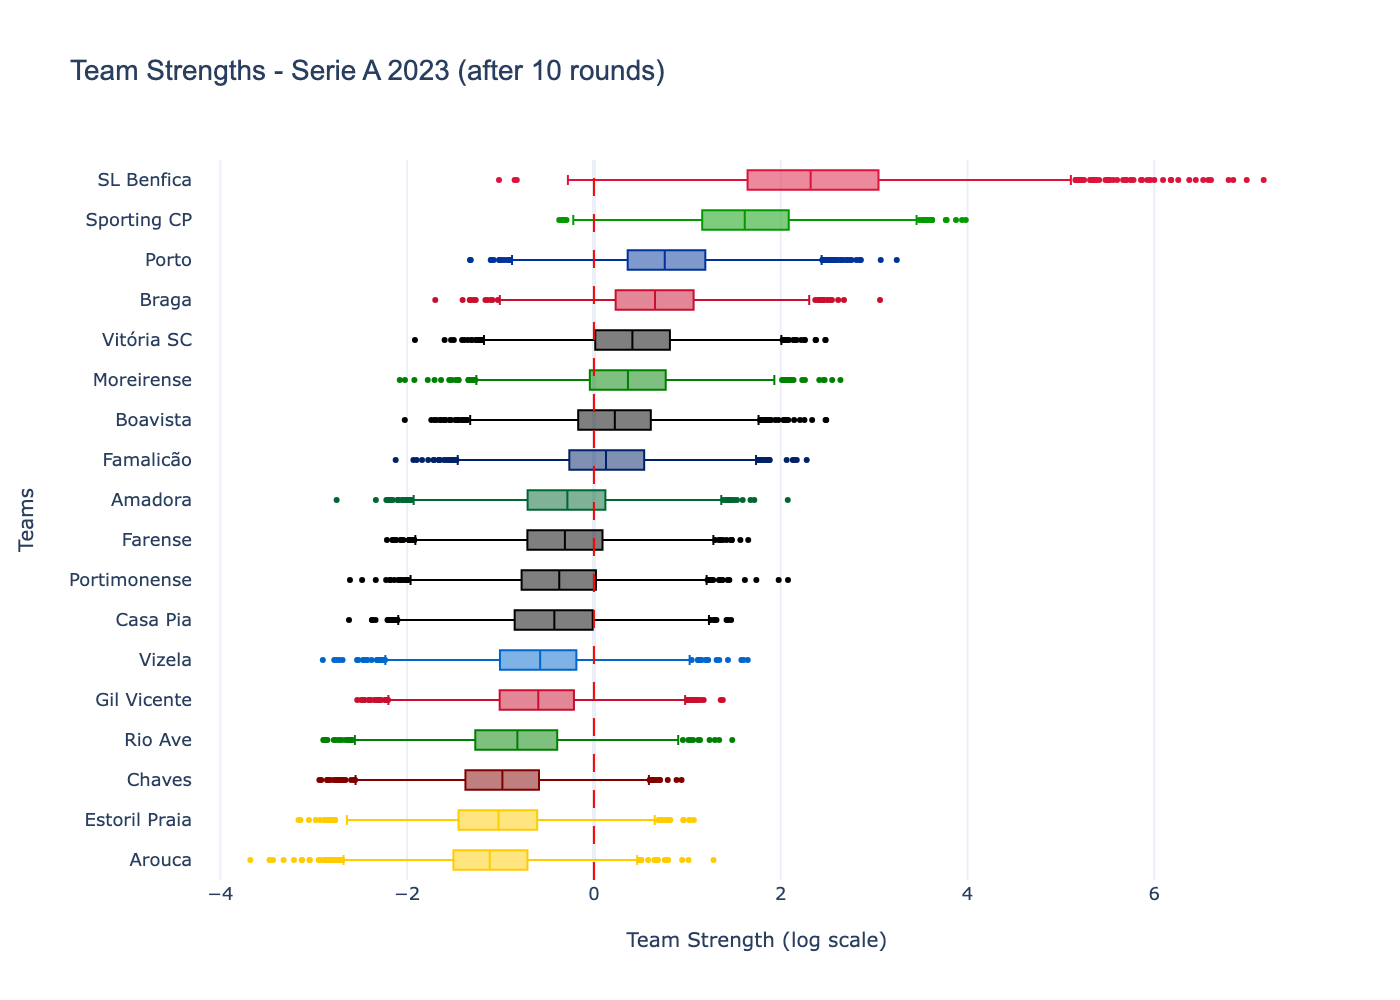 Team Strengths - Serie A 2023 (after 10 rounds)
SL Benfica
Sporting CP
Porto
Braga
Vitória SC
Moreirense
Boavista
Famalicão
Amadora
Farense
Portimonense
Casa Pia
Vizela
Gil Vicente
Rio Ave
Chaves
Estoril Praia
Arouca
Teams
−4 −2 0 2 4 6
Team Strength (log scale)